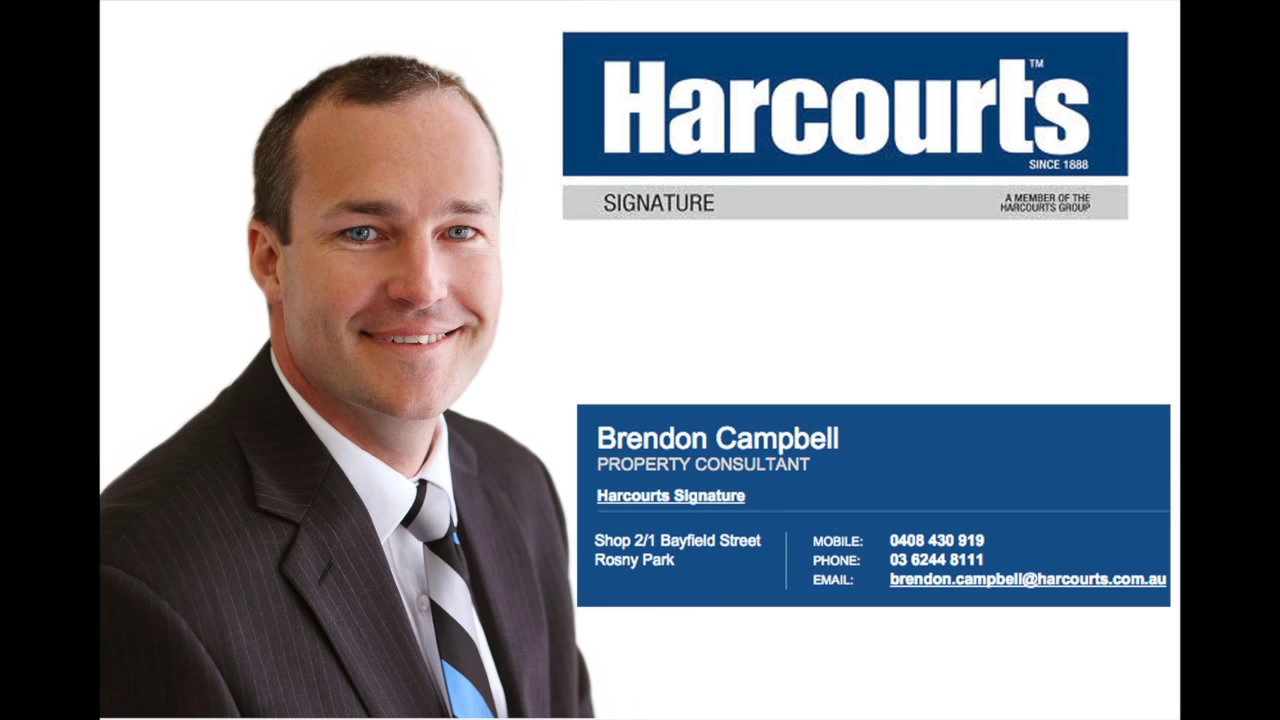 Harcourts™
SINCE 1888
SIGNATURE
A MEMBER OF THE
HARCOURTS GROUP
Brendon Campbell
PROPERTY CONSULTANT
Harcourts Signature
Shop 2/1 Bayfield Street
Rosny Park
MOBILE: 0408 430 919
PHONE: 03 6244 8111
EMAIL: brendon.campbell@harcourts.com.au